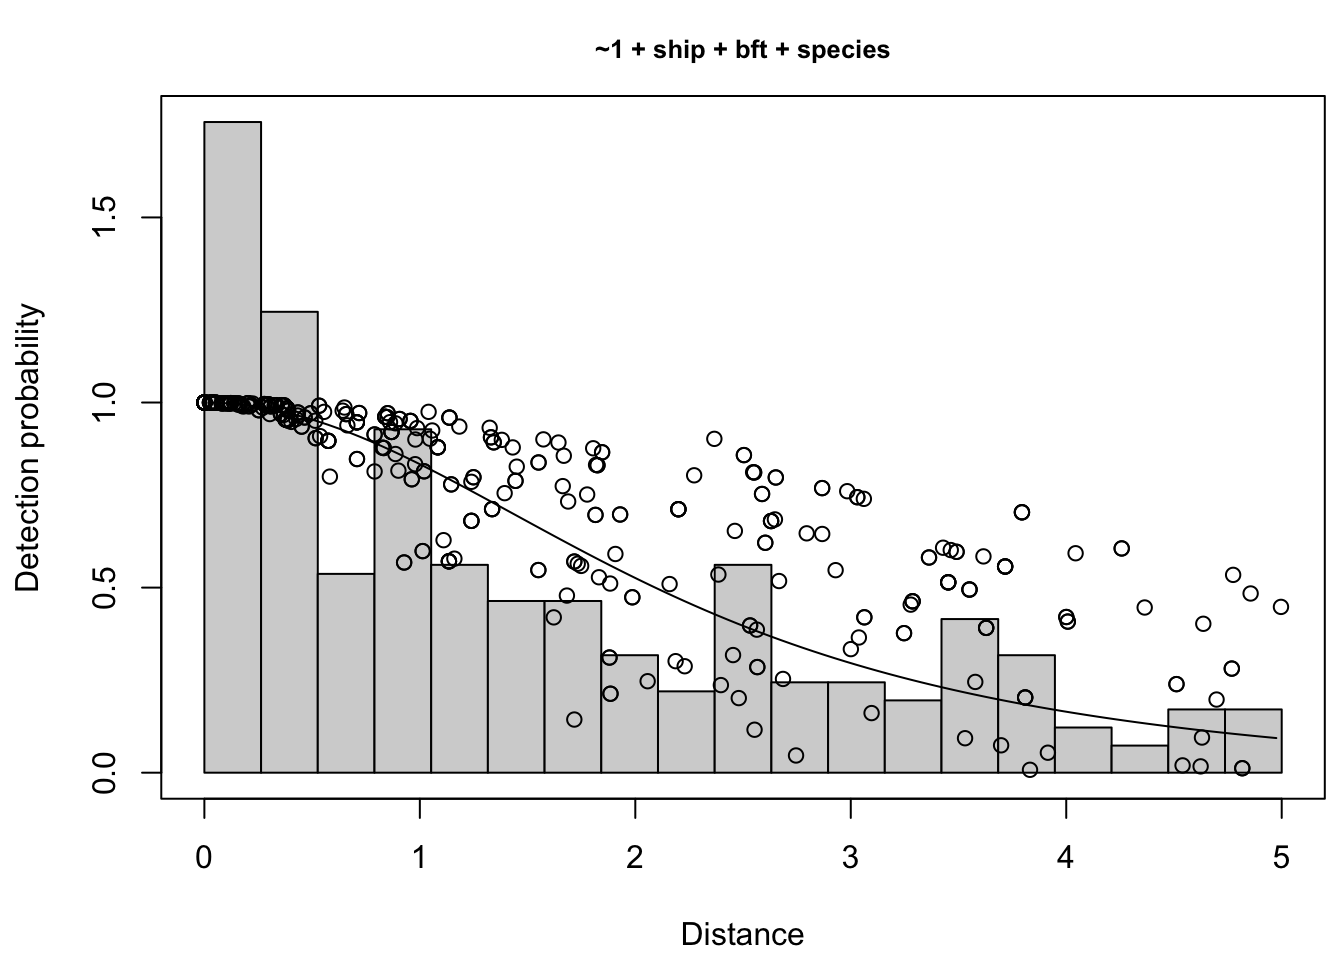 ~1 + ship + bft + species
Detection probability
1.5
1.0
0.5
0.0
0 1 2 3 4 5
Distance